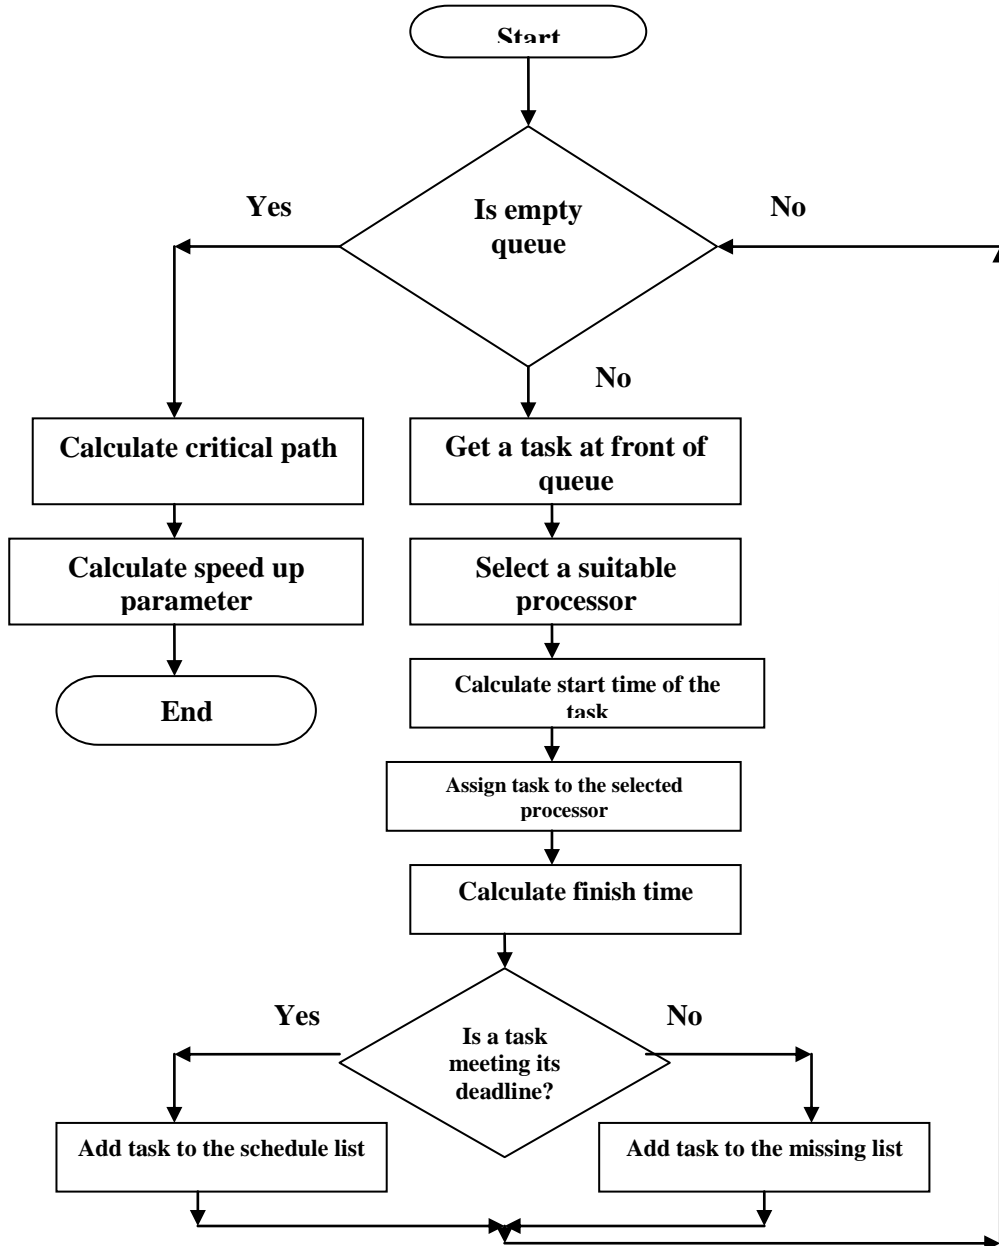 Start
Yes
No
Is empty
queue
No
Calculate critical path
Get a task at front of
queue
Calculate speed up
parameter
Select a suitable
processor
Calculate start time of the
task
End
Assign task to the selected
processor
Calculate finish time
Yes
No
Is a task
meeting its
deadline?
Add task to the schedule list
Add task to the missing list